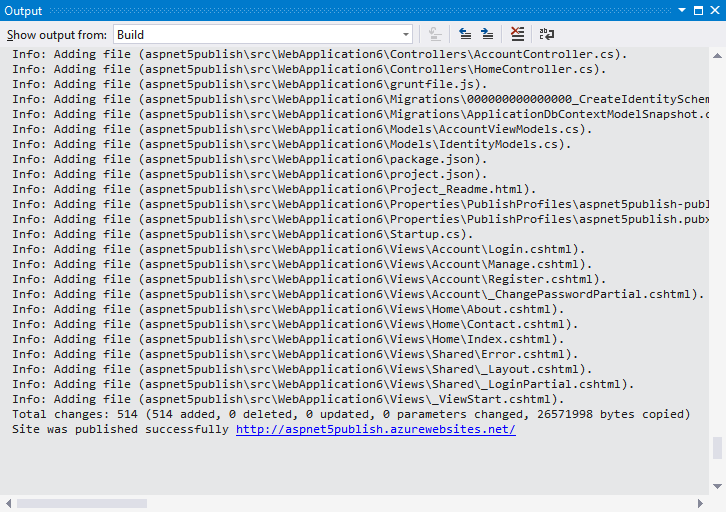 Output
Show output from: Build
Info: Adding file (aspnet5publish\src\WebApplication6\Controllers\AccountController.cs).
Info: Adding file (aspnet5publish\src\WebApplication6\Controllers\HomeController.cs).
Info: Adding file (aspnet5publish\src\WebApplication6\gruntfile.js).
Info: Adding file (aspnet5publish\src\WebApplication6\Migrations\000000000000000_CreateIdentitySchem
Info: Adding file (aspnet5publish\src\WebApplication6\Migrations\ApplicationDbContextModelSnapshot.c
Info: Adding file (aspnet5publish\src\WebApplication6\Models\AccountViewModels.cs).
Info: Adding file (aspnet5publish\src\WebApplication6\Models\IdentityModels.cs).
Info: Adding file (aspnet5publish\src\WebApplication6\package.json).
Info: Adding file (aspnet5publish\src\WebApplication6\project.json).
Info: Adding file (aspnet5publish\src\WebApplication6\Project_Readme.html).
Info: Adding file (aspnet5publish\src\WebApplication6\Properties\PublishProfiles\aspnet5publish-publ
Info: Adding file (aspnet5publish\src\WebApplication6\Properties\PublishProfiles\aspnet5publish.pubx
Info: Adding file (aspnet5publish\src\WebApplication6\Startup.cs).
Info: Adding file (aspnet5publish\src\WebApplication6\Views\Account\Login.cshtml).
Info: Adding file (aspnet5publish\src\WebApplication6\Views\Account\Manage.cshtml).
Info: Adding file (aspnet5publish\src\WebApplication6\Views\Account\Register.cshtml).
Info: Adding file (aspnet5publish\src\WebApplication6\Views\Account\_ChangePasswordPartial.cshtml).
Info: Adding file (aspnet5publish\src\WebApplication6\Views\Home\About.cshtml).
Info: Adding file (aspnet5publish\src\WebApplication6\Views\Home\Contact.cshtml).
Info: Adding file (aspnet5publish\src\WebApplication6\Views\Home\Index.cshtml).
Info: Adding file (aspnet5publish\src\WebApplication6\Views\Shared\Error.cshtml).
Info: Adding file (aspnet5publish\src\WebApplication6\Views\Shared\_Layout.cshtml).
Info: Adding file (aspnet5publish\src\WebApplication6\Views\Shared\_LoginPartial.cshtml).
Info: Adding file (aspnet5publish\src\WebApplication6\Views\_ViewStart.cshtml).
Total changes: 514 (514 added, 0 deleted, 0 updated, 0 parameters changed, 26571998 bytes copied)
Site was published successfully http://aspnet5publish.azurewebsites.net/